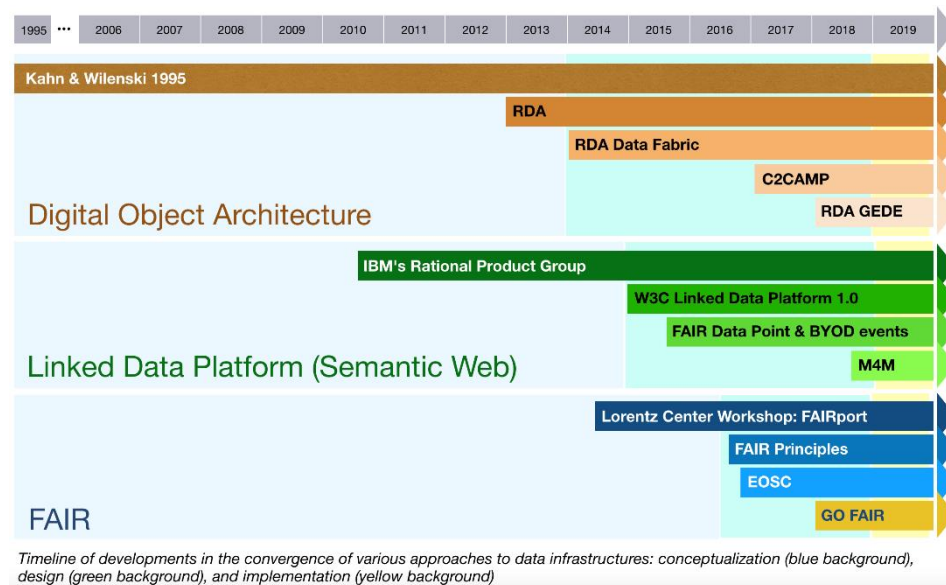 1995 ••• 2006 2007 2008 2009 2010 2011 2012 2013 2014 2015 2016 2017 2018 2019
Kahn & Wilenski 1995
RDA
RDA Data Fabric
C2CAMP
RDA GEDE
Digital Object Architecture
IBM's Rational Product Group
W3C Linked Data Platform 1.0
FAIR Data Point & BYOD events
M4M
Linked Data Platform (Semantic Web)
Lorentz Center Workshop: FAIRport
FAIR Principles
EOSC
GO FAIR
FAIR
Timeline of developments in the convergence of various approaches to data infrastructures: conceptualization (blue background),
design (green background), and implementation (yellow background)